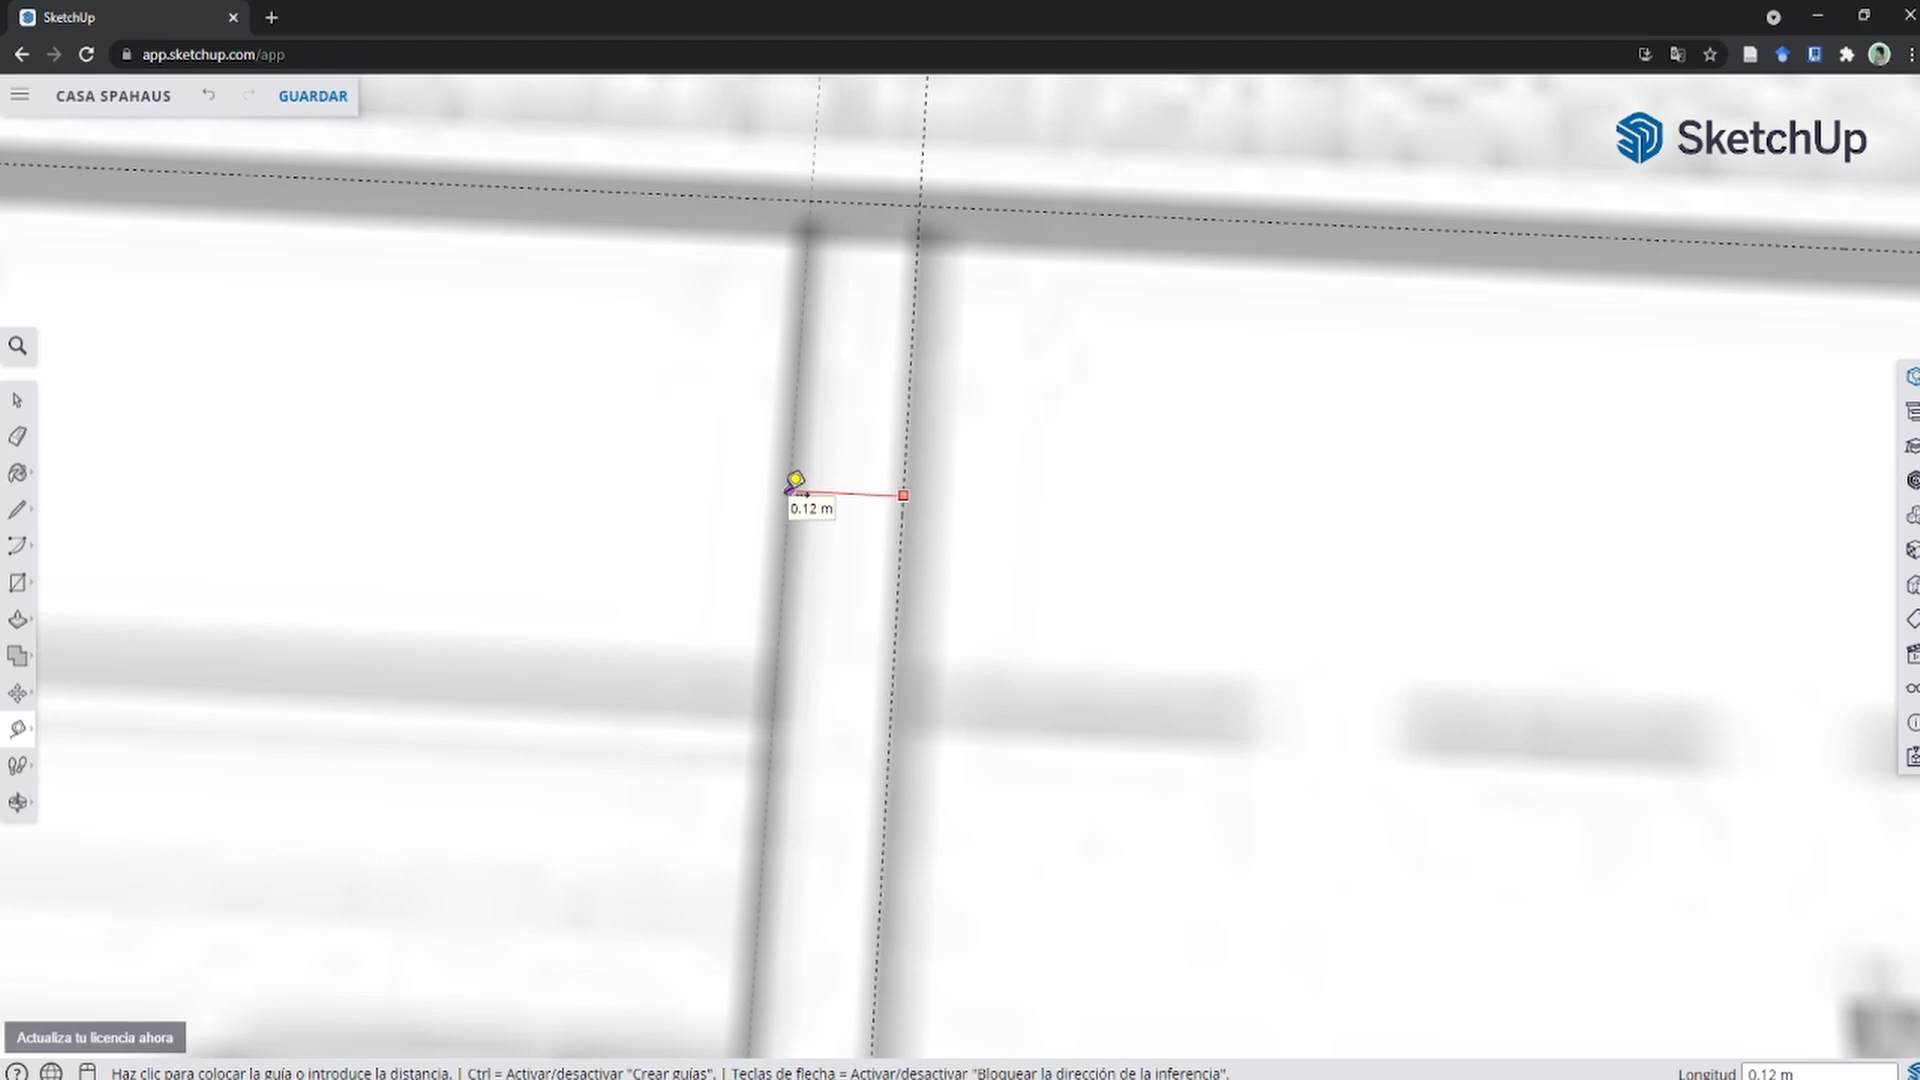 SketchUp
app.sketchup.com/app
CASA SPAHAUS
GUARDAR
SketchUp
0.12 m
Actualiza tu licencia ahora
Haz clic para colocar la guía o introduce la distancia. | Ctrl = Activar/desactivar "Crear guías". | Teclas de flecha = Activar/desactivar "Bloquear la dirección de la inferencia".
Longitud 0.12 m